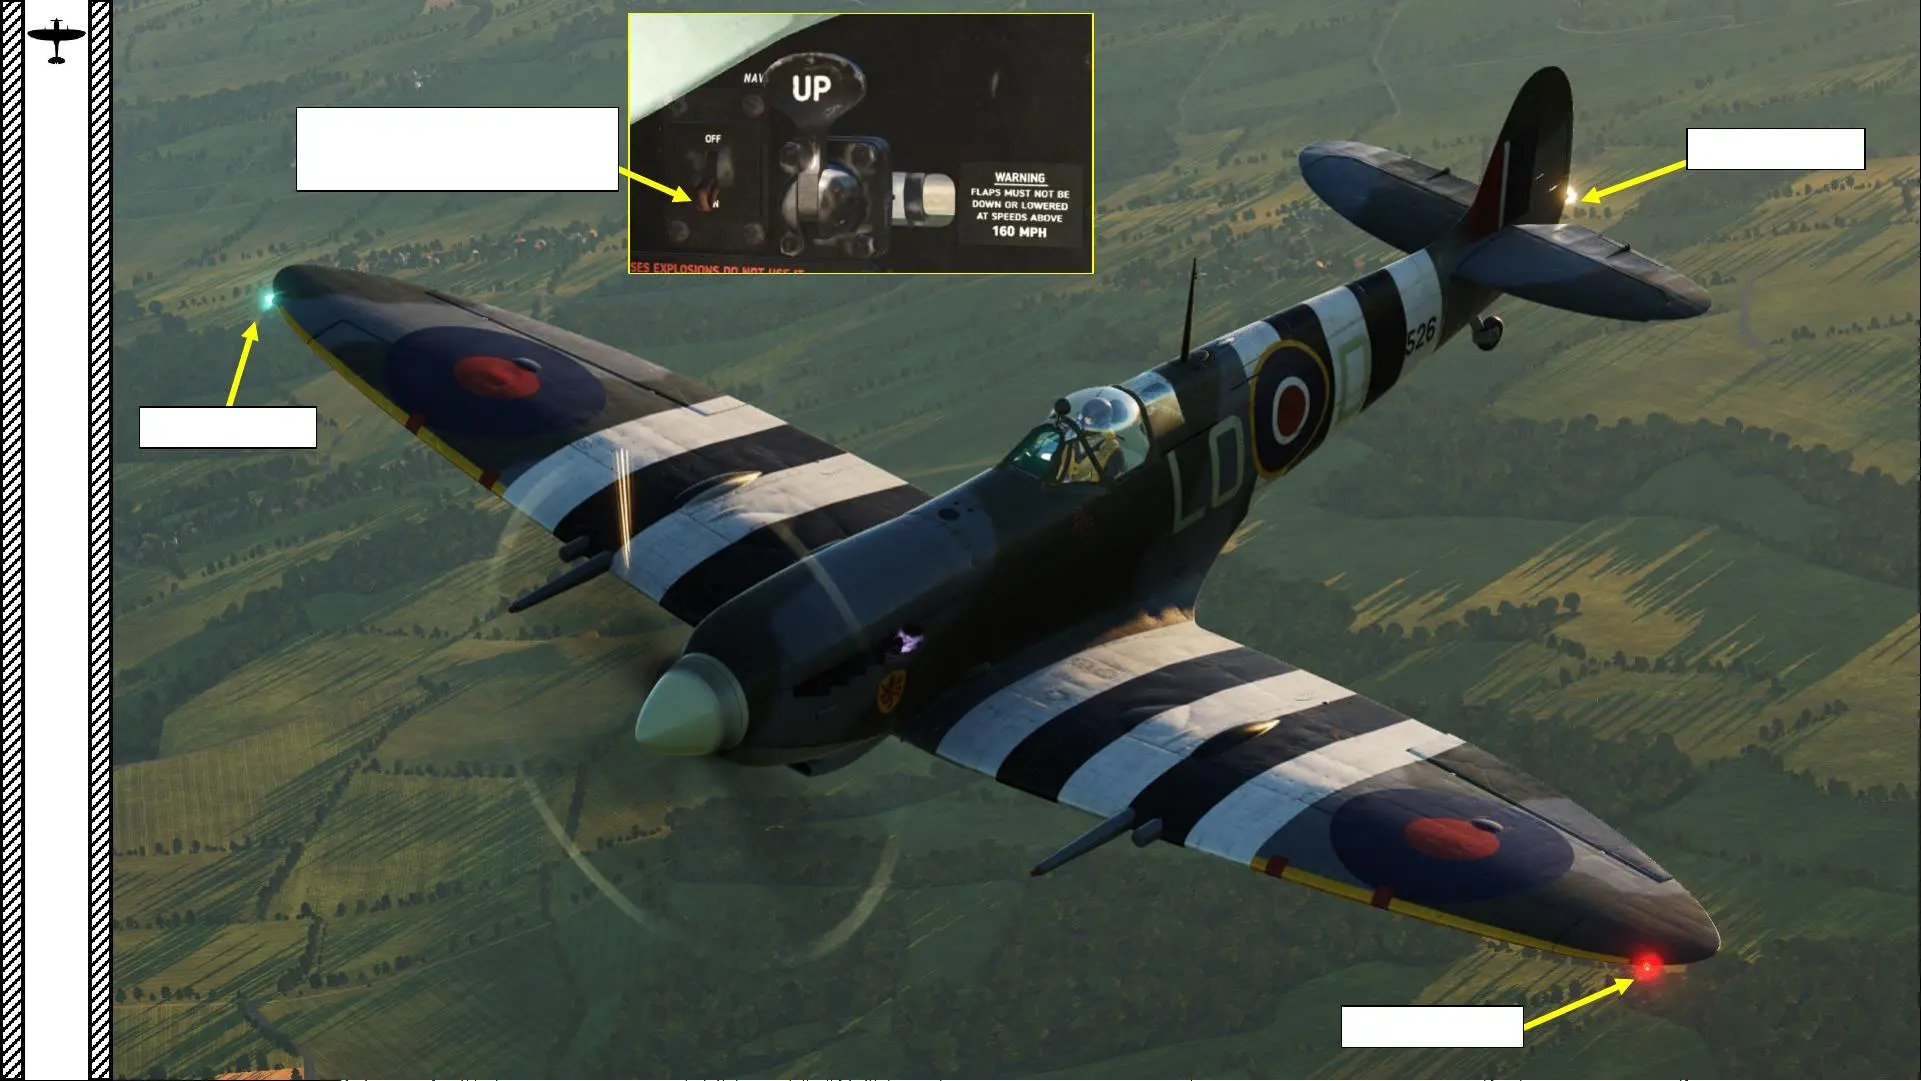 NAV
UP
OFF
WARNING
FLAPS MUST NOT BE
DOWN OR LOWERED
AT SPEEDS ABOVE
160 MPH
SES EXPLOSIONS DO NOT USE IT
LO
D
526